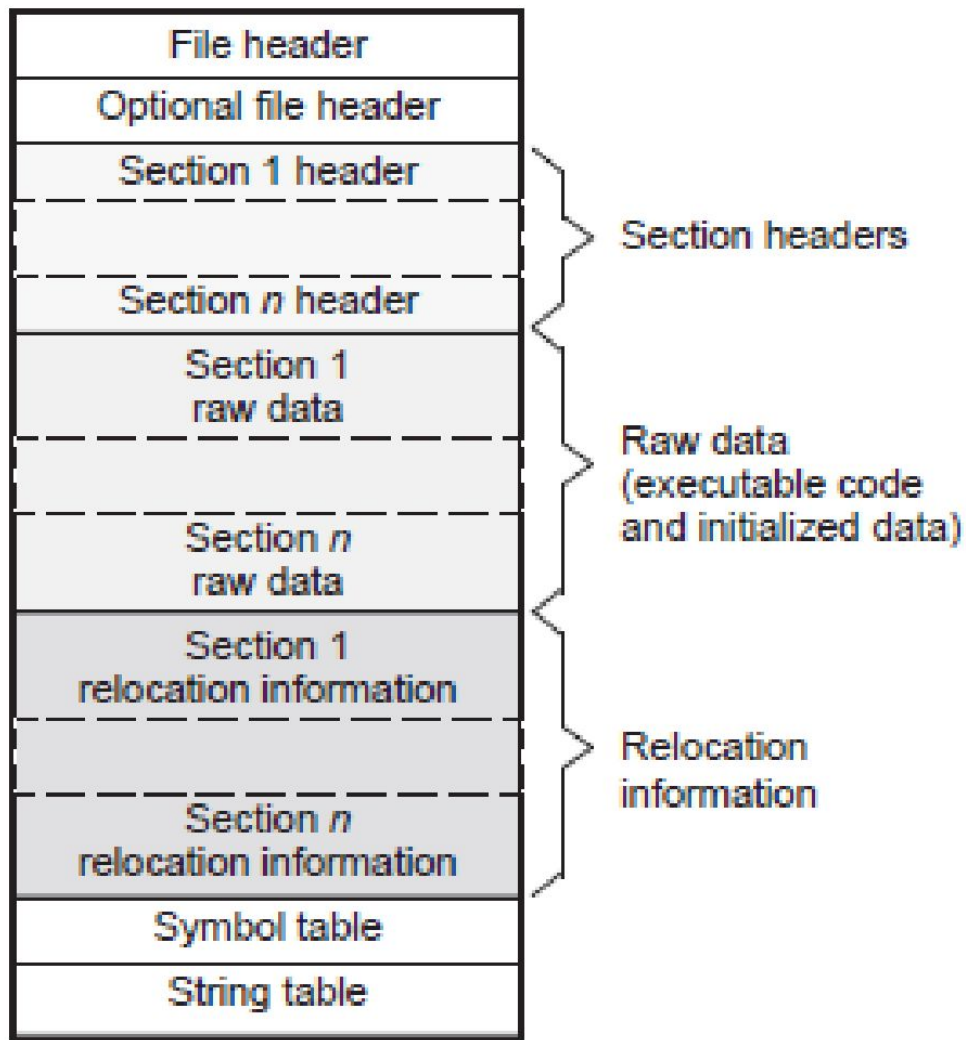 File header
Optional file header
Section 1 header
Section n header
Section headers
Section 1
raw data
Section n
raw data
Raw data
(executable code
and initialized data)
Section 1
relocation information
Section n
relocation information
Relocation
information
Symbol table
String table